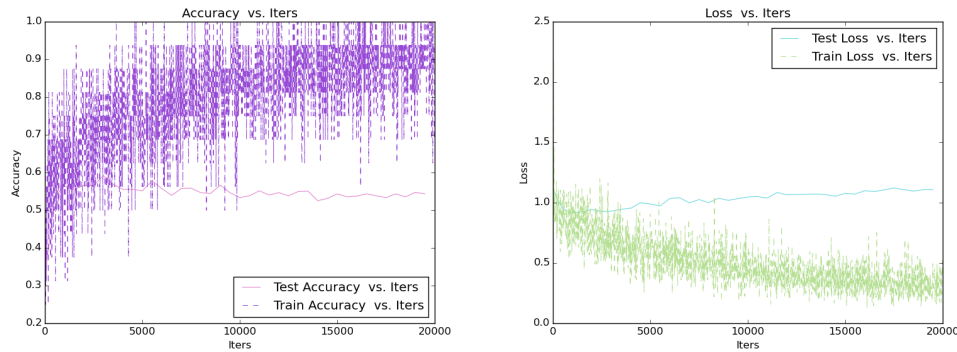 Accuracy  vs. Iters
1.0
0.9
0.8
0.7
0.6
0.5
0.4
0.3
0.2
Accuracy
Test Accuracy  vs. Iters
Train Accuracy  vs. Iters
0 5000 10000 15000 20000
Iters
Loss  vs. Iters
2.5
2.0
1.5
1.0
0.5
0.0
Loss
Test Loss  vs. Iters
Train Loss  vs. Iters
0 5000 10000 15000 20000
Iters